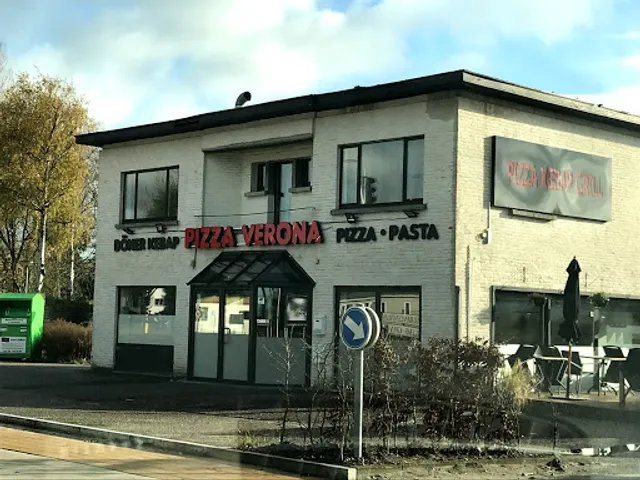 DÖNER KEBAP PIZZA VERONA PIZZA • PASTA
PIZZA KEBAP GRILL